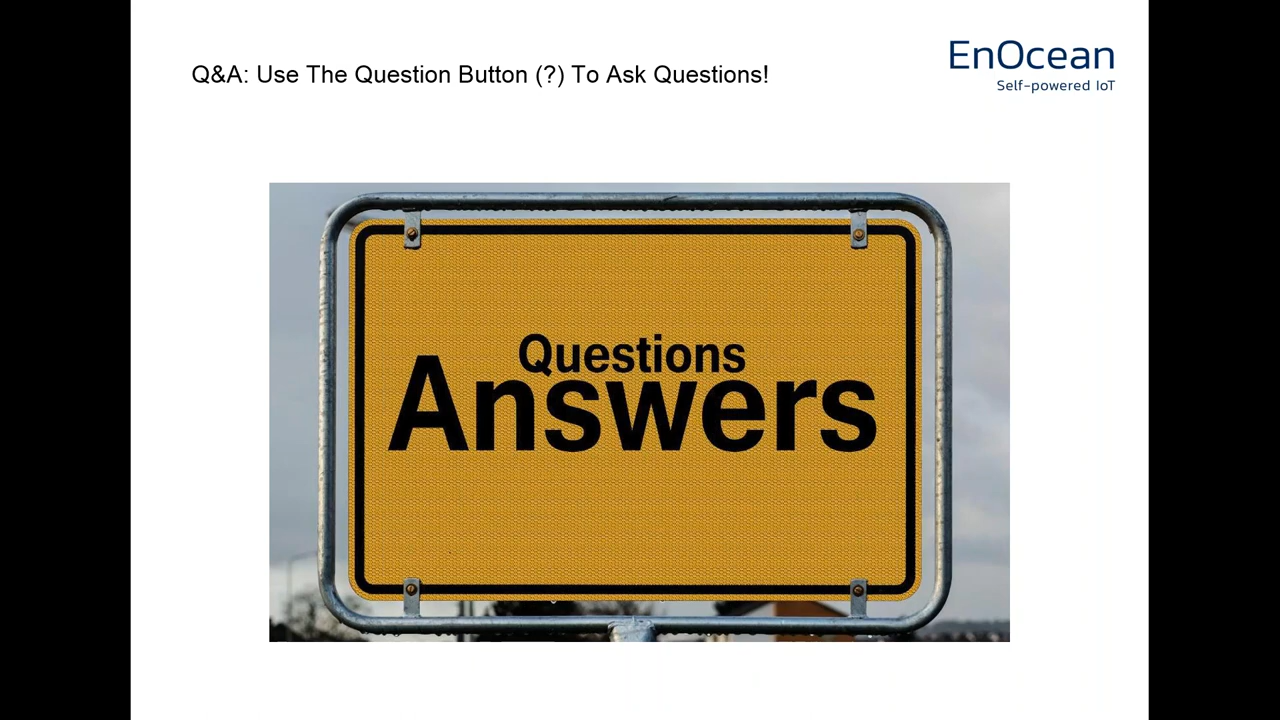 Q&A: Use The Question Button (?) To Ask Questions!
EnOcean
Self-powered IoT
Questions
Answers